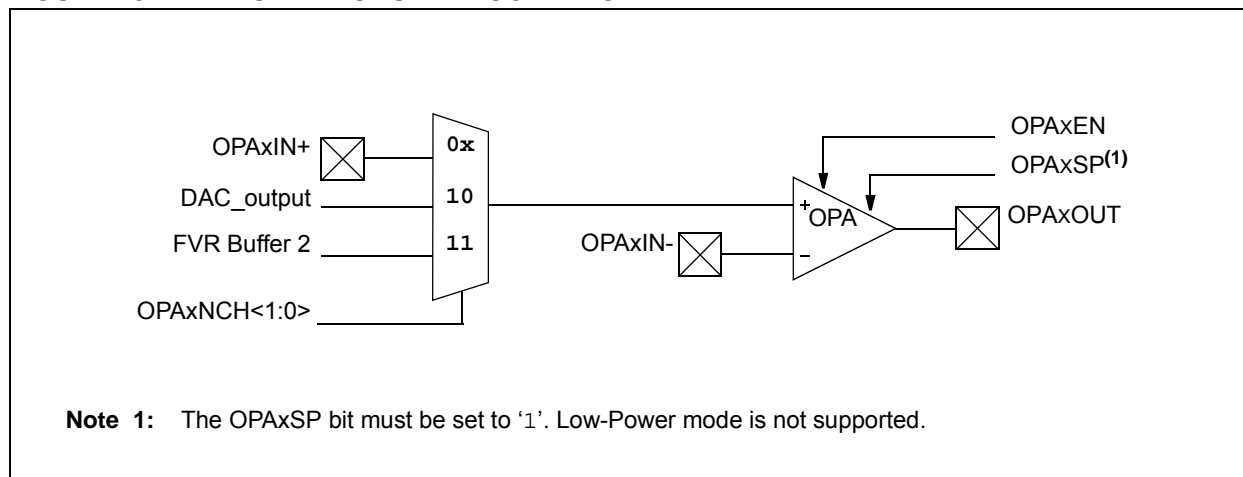 OPAxIN+
DAC_output
FVR Buffer 2
OPAxNCH<1:0>
0x
10
11
OPAxIN-
+
OPA
−
OPAxEN
OPAxSP(1)
OPAxOUT
Note 1: The OPAxSP bit must be set to ‘1’. Low-Power mode is not supported.